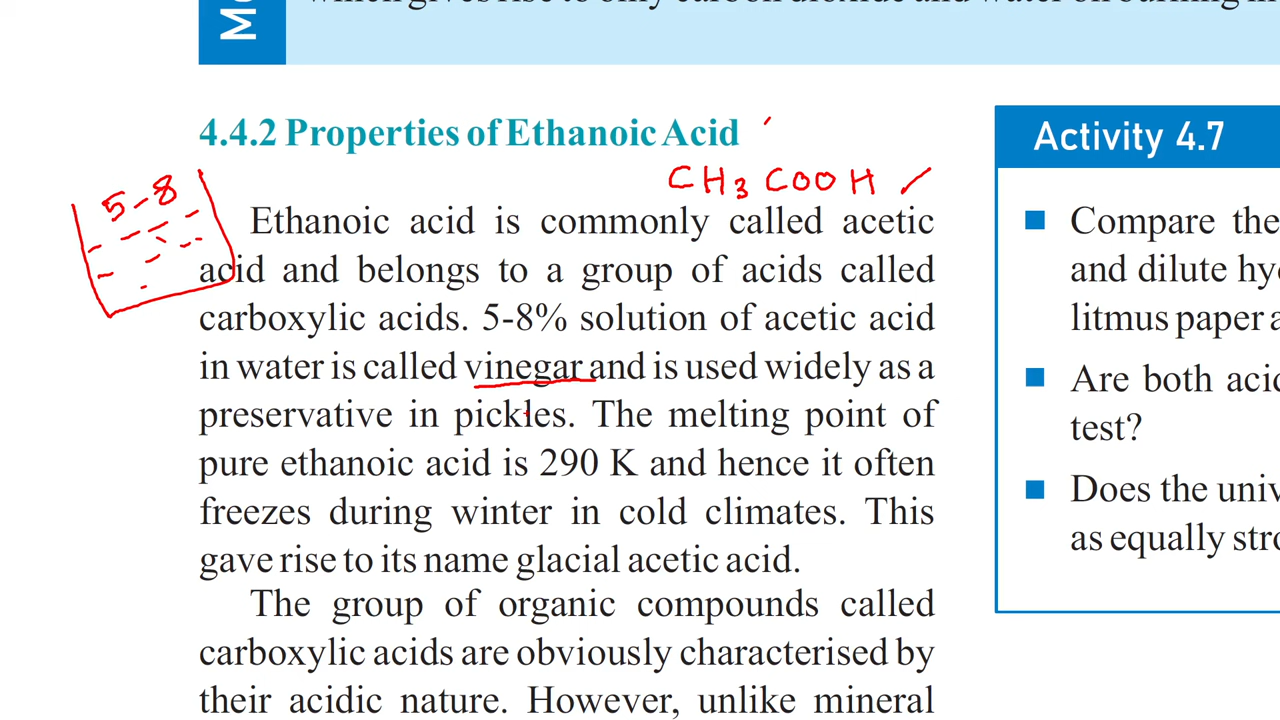 4.4.2 Properties of Ethanoic Acid
CH3 COOH
5-8
Ethanoic acid is commonly called acetic
acid and belongs to a group of acids called
carboxylic acids. 5-8% solution of acetic acid
in water is called vinegar and is used widely as a
preservative in pickles. The melting point of
pure ethanoic acid is 290 K and hence it often
freezes during winter in cold climates. This
gave rise to its name glacial acetic acid.
The group of organic compounds called
carboxylic acids are obviously characterised by
their acidic nature. However, unlike mineral
Activity 4.7
Compare the
and dilute
litmus paper
Are both
test?
Does the
as equally